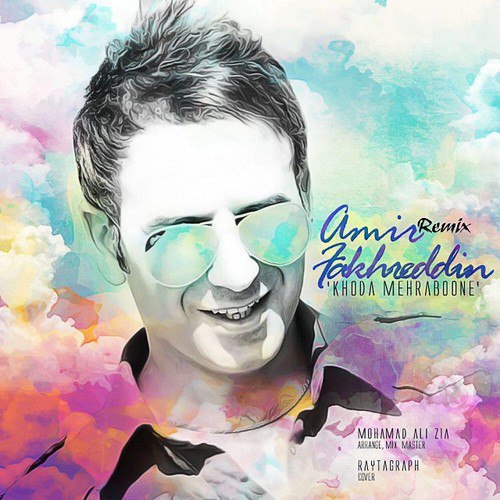 Amir Remix
Fakhreddin
'KHODA MEHRABOONE'
MOHAMAD ALI ZIA
ARRANGE, MIX, MASTER
RAYTAGRAPH
COVER